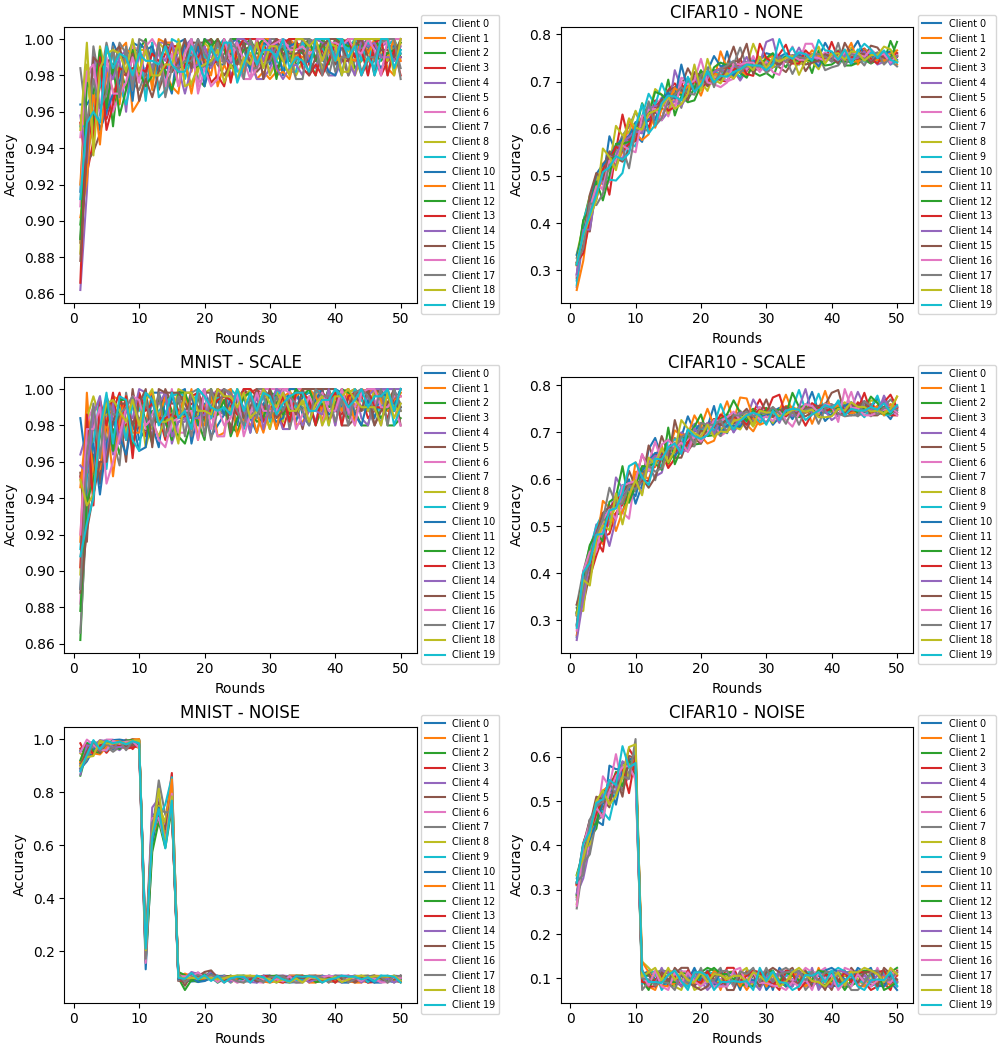 MNIST - NONE
Accuracy
1.00
0.98
0.96
0.94
0.92
0.90
0.88
0.86
0
10
20
30
40
50
Rounds
Client 0
Client 1
Client 2
Client 3
Client 4
Client 5
Client 6
Client 7
Client 8
Client 9
Client 10
Client 11
Client 12
Client 13
Client 14
Client 15
Client 16
Client 17
Client 18
Client 19
CIFAR10 - NONE
Accuracy
0.8
0.7
0.6
0.5
0.4
0.3
0
10
20
30
40
50
Rounds
Client 0
Client 1
Client 2
Client 3
Client 4
Client 5
Client 6
Client 7
Client 8
Client 9
Client 10
Client 11
Client 12
Client 13
Client 14
Client 15
Client 16
Client 17
Client 18
Client 19
MNIST - SCALE
Accuracy
1.00
0.98
0.96
0.94
0.92
0.90
0.88
0.86
0
10
20
30
40
50
Rounds
Client 0
Client 1
Client 2
Client 3
Client 4
Client 5
Client 6
Client 7
Client 8
Client 9
Client 10
Client 11
Client 12
Client 13
Client 14
Client 15
Client 16
Client 17
Client 18
Client 19
CIFAR10 - SCALE
Accuracy
0.8
0.7
0.6
0.5
0.4
0.3
0
10
20
30
40
50
Rounds
Client 0
Client 1
Client 2
Client 3
Client 4
Client 5
Client 6
Client 7
Client 8
Client 9
Client 10
Client 11
Client 12
Client 13
Client 14
Client 15
Client 16
Client 17
Client 18
Client 19
MNIST - NOISE
Accuracy
1.0
0.8
0.6
0.4
0.2
0
10
20
30
40
50
Rounds
Client 0
Client 1
Client 2
Client 3
Client 4
Client 5
Client 6
Client 7
Client 8
Client 9
Client 10
Client 11
Client 12
Client 13
Client 14
Client 15
Client 16
Client 17
Client 18
Client 19
CIFAR10 - NOISE
Accuracy
0.6
0.5
0.4
0.3
0.2
0.1
0
10
20
30
40
50
Rounds
Client 0
Client 1
Client 2
Client 3
Client 4
Client 5
Client 6
Client 7
Client 8
Client 9
Client 10
Client 11
Client 12
Client 13
Client 14
Client 15
Client 16
Client 17
Client 18
Client 19